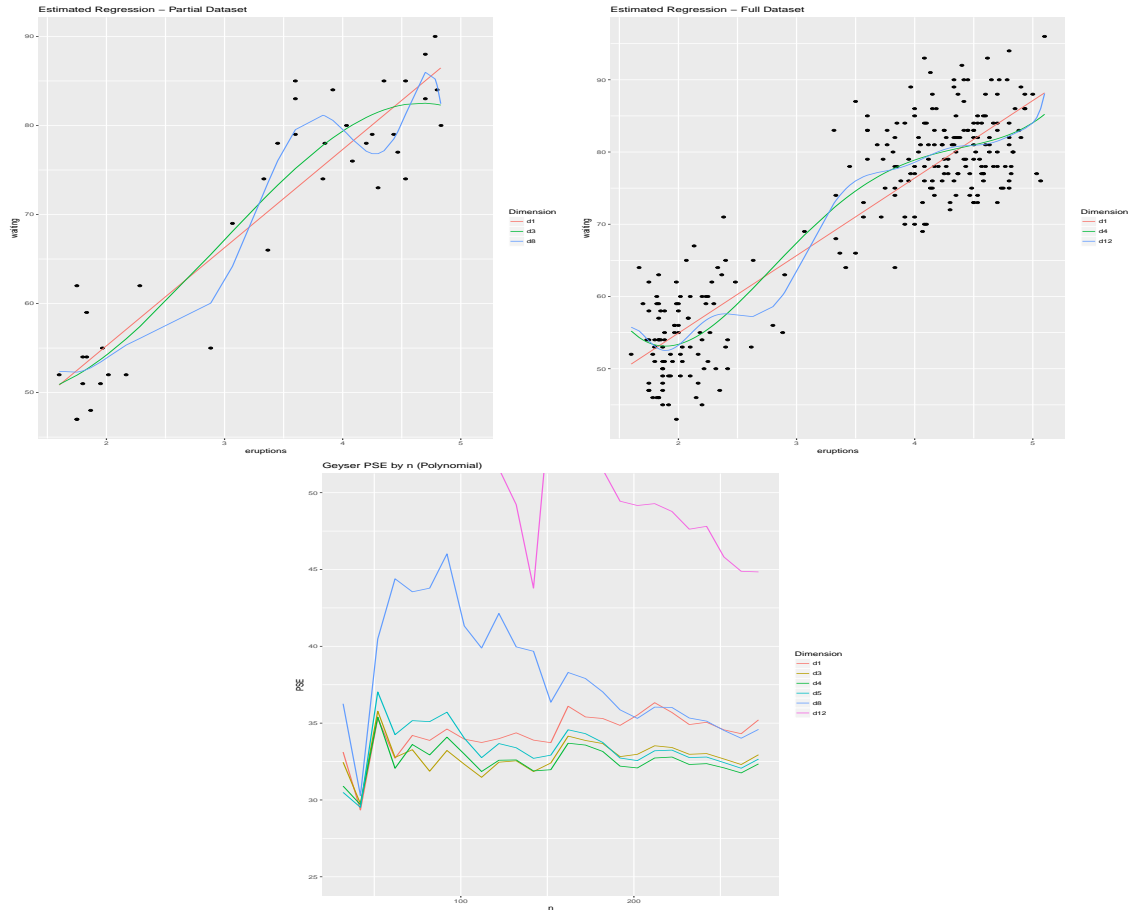 Estimated Regression – Partial Dataset
90
80
70
60
50
waiting
2
3
4
5
eruptions
Dimension
d1
d3
d8
Estimated Regression – Full Dataset
90
80
70
60
50
waiting
2
3
4
5
eruptions
Dimension
d1
d4
d12
Geyser PSE by n (Polynomial)
50
45
40
35
30
25
PSE
100
200
n
Dimension
d1
d3
d4
d5
d8
d12